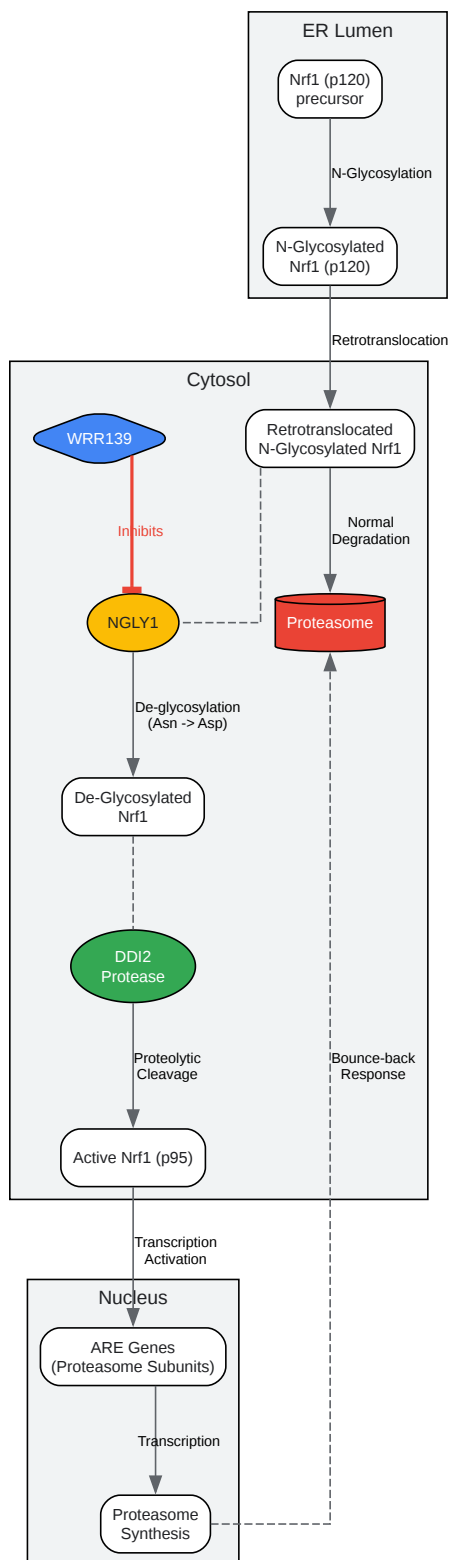 ER Lumen
Nrf1 (p120)
precursor
N-Glycosylation
N-Glycosylated
Nrf1 (p120)
Retrotranslocation
Cytosol
WRR139
Retrotranslocated
N-Glycosylated Nrf1
Inhibits
Normal
Degradation
NGLY1
Proteasome
De-glycosylation
(Asn -> Asp)
De-Glycosylated
Nrf1
DDI2
Protease
Proteolytic
Cleavage
Bounce-back
Response
Active Nrf1 (p95)
Transcription
Activation
Nucleus
ARE Genes
(Proteasome Subunits)
Transcription
Proteasome
Synthesis